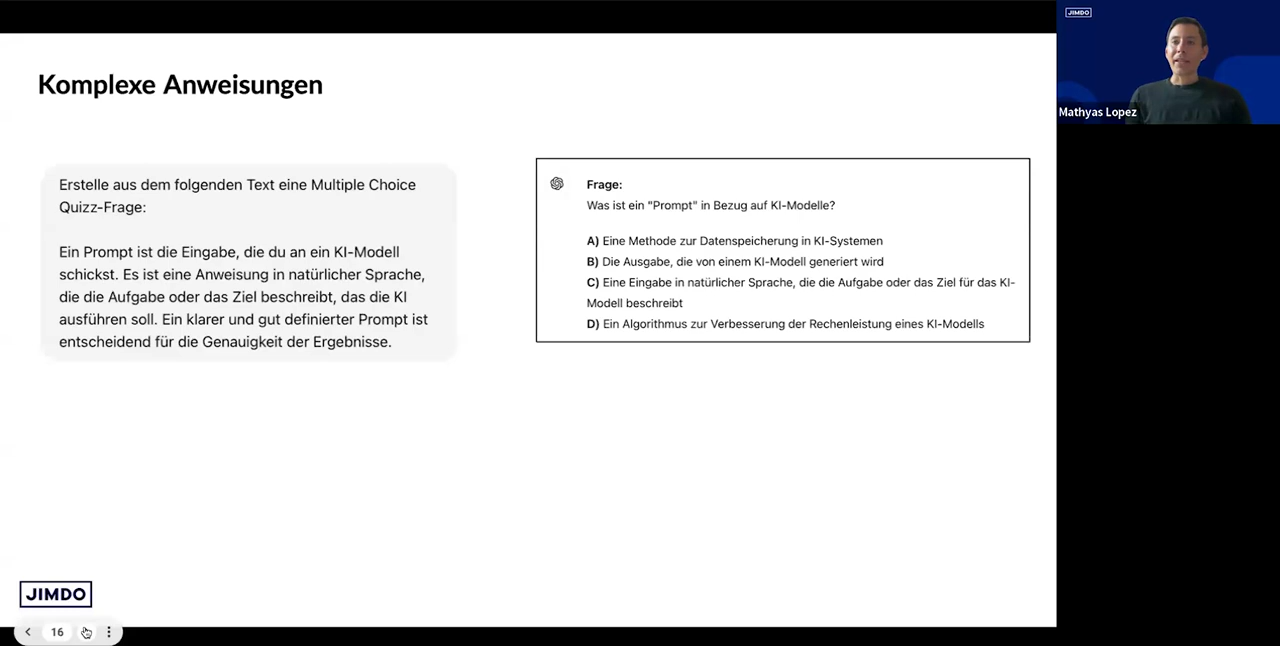 Komplexe Anweisungen
Erstelle aus dem folgenden Text eine Multiple Choice
Quizz-Frage:
Ein Prompt ist die Eingabe, die du an ein KI-Modell
schickst. Es ist eine Anweisung in natürlicher Sprache,
die die Aufgabe oder das Ziel beschreibt, das die KI
ausführen soll. Ein klarer und gut definierter Prompt ist
entscheidend für die Genauigkeit der Ergebnisse.
Frage:
Was ist ein "Prompt" in Bezug auf KI-Modelle?
A) Eine Methode zur Datenspeicherung in KI-Systemen
B) Die Ausgabe, die von einem KI-Modell generiert wird
C) Eine Eingabe in natürlicher Sprache, die die Aufgabe oder das Ziel für das KI-
Modell beschreibt
D) Ein Algorithmus zur Verbesserung der Rechenleistung eines KI-Modells
JIMDO
16
JIMDO
Mathyas Lopez